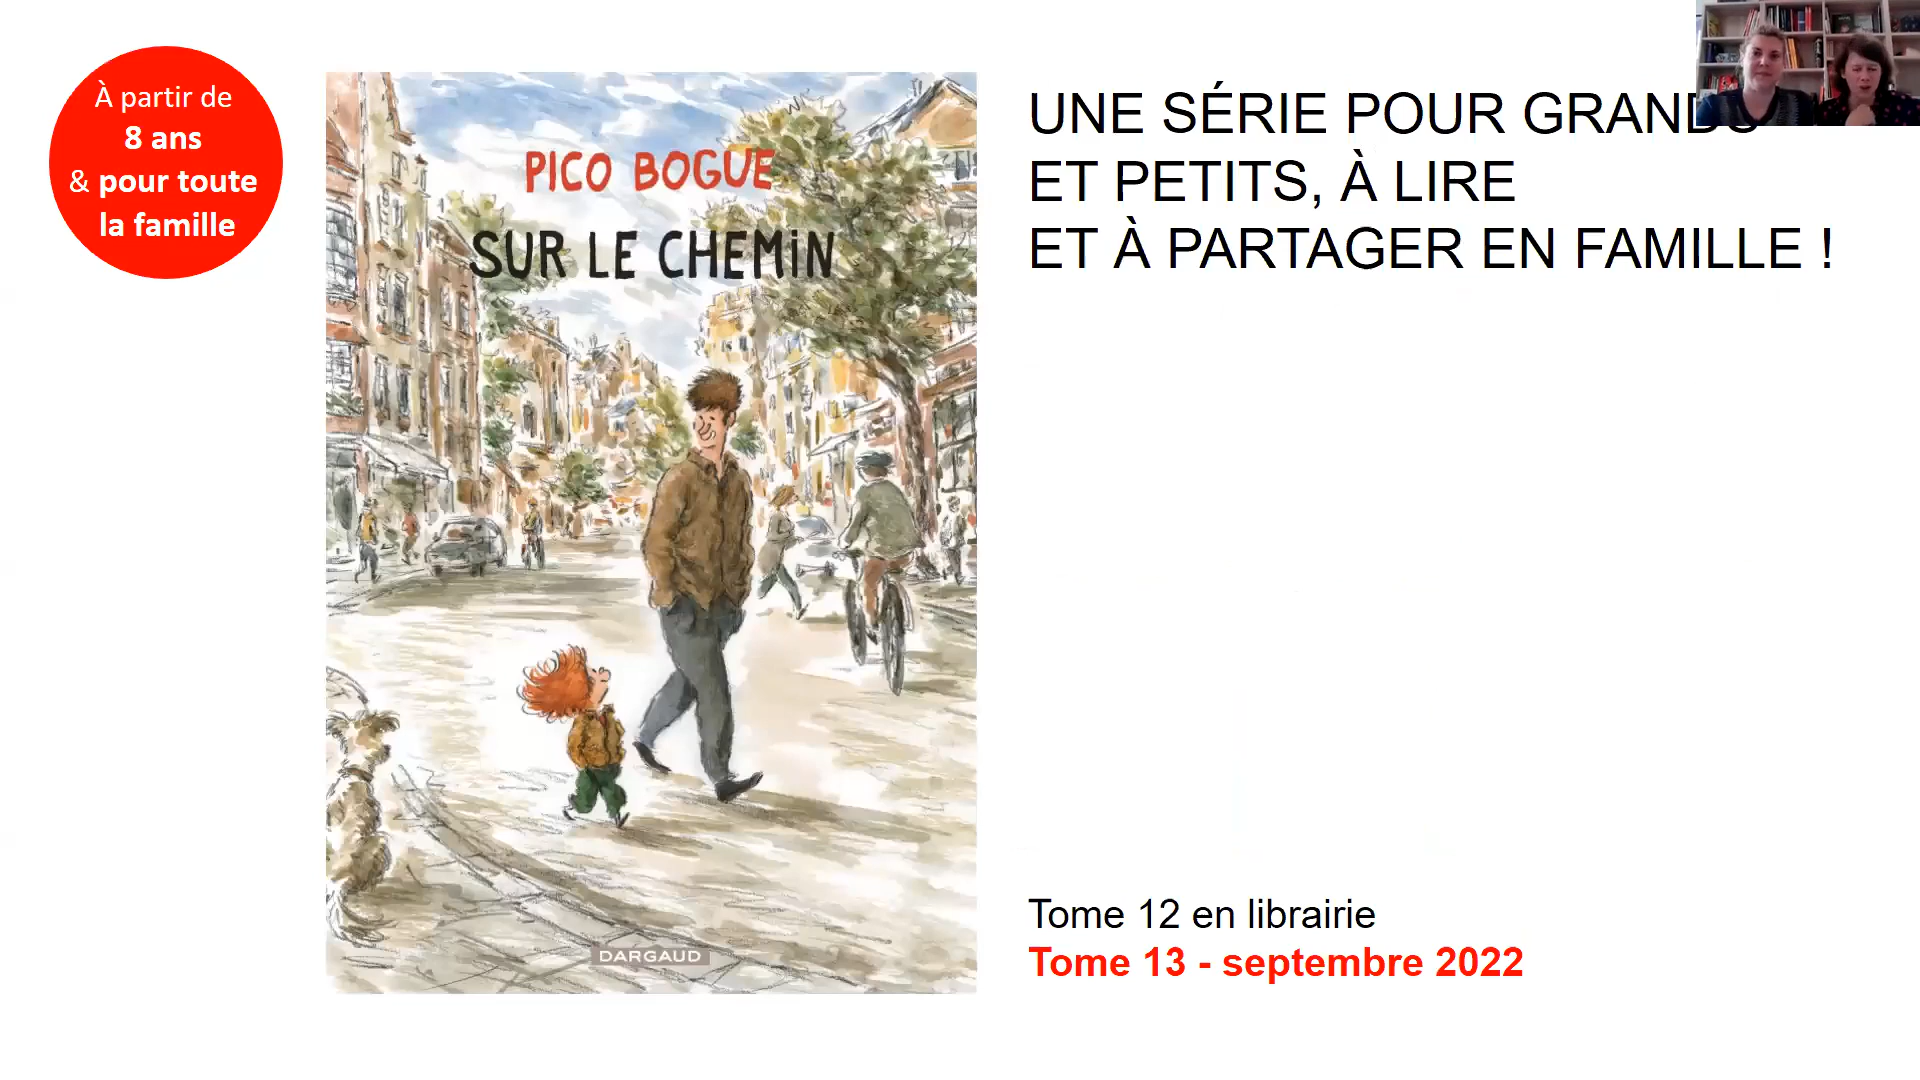 À partir de
8 ans
& pour toute
la famille
PICO BOGUE
SUR LE CHEMIN
DARGAUD
UNE SÉRIE POUR GRANDS
ET PETITS, À LIRE
ET À PARTAGER EN FAMILLE !
Tome 12 en librairie
Tome 13 - septembre 2022